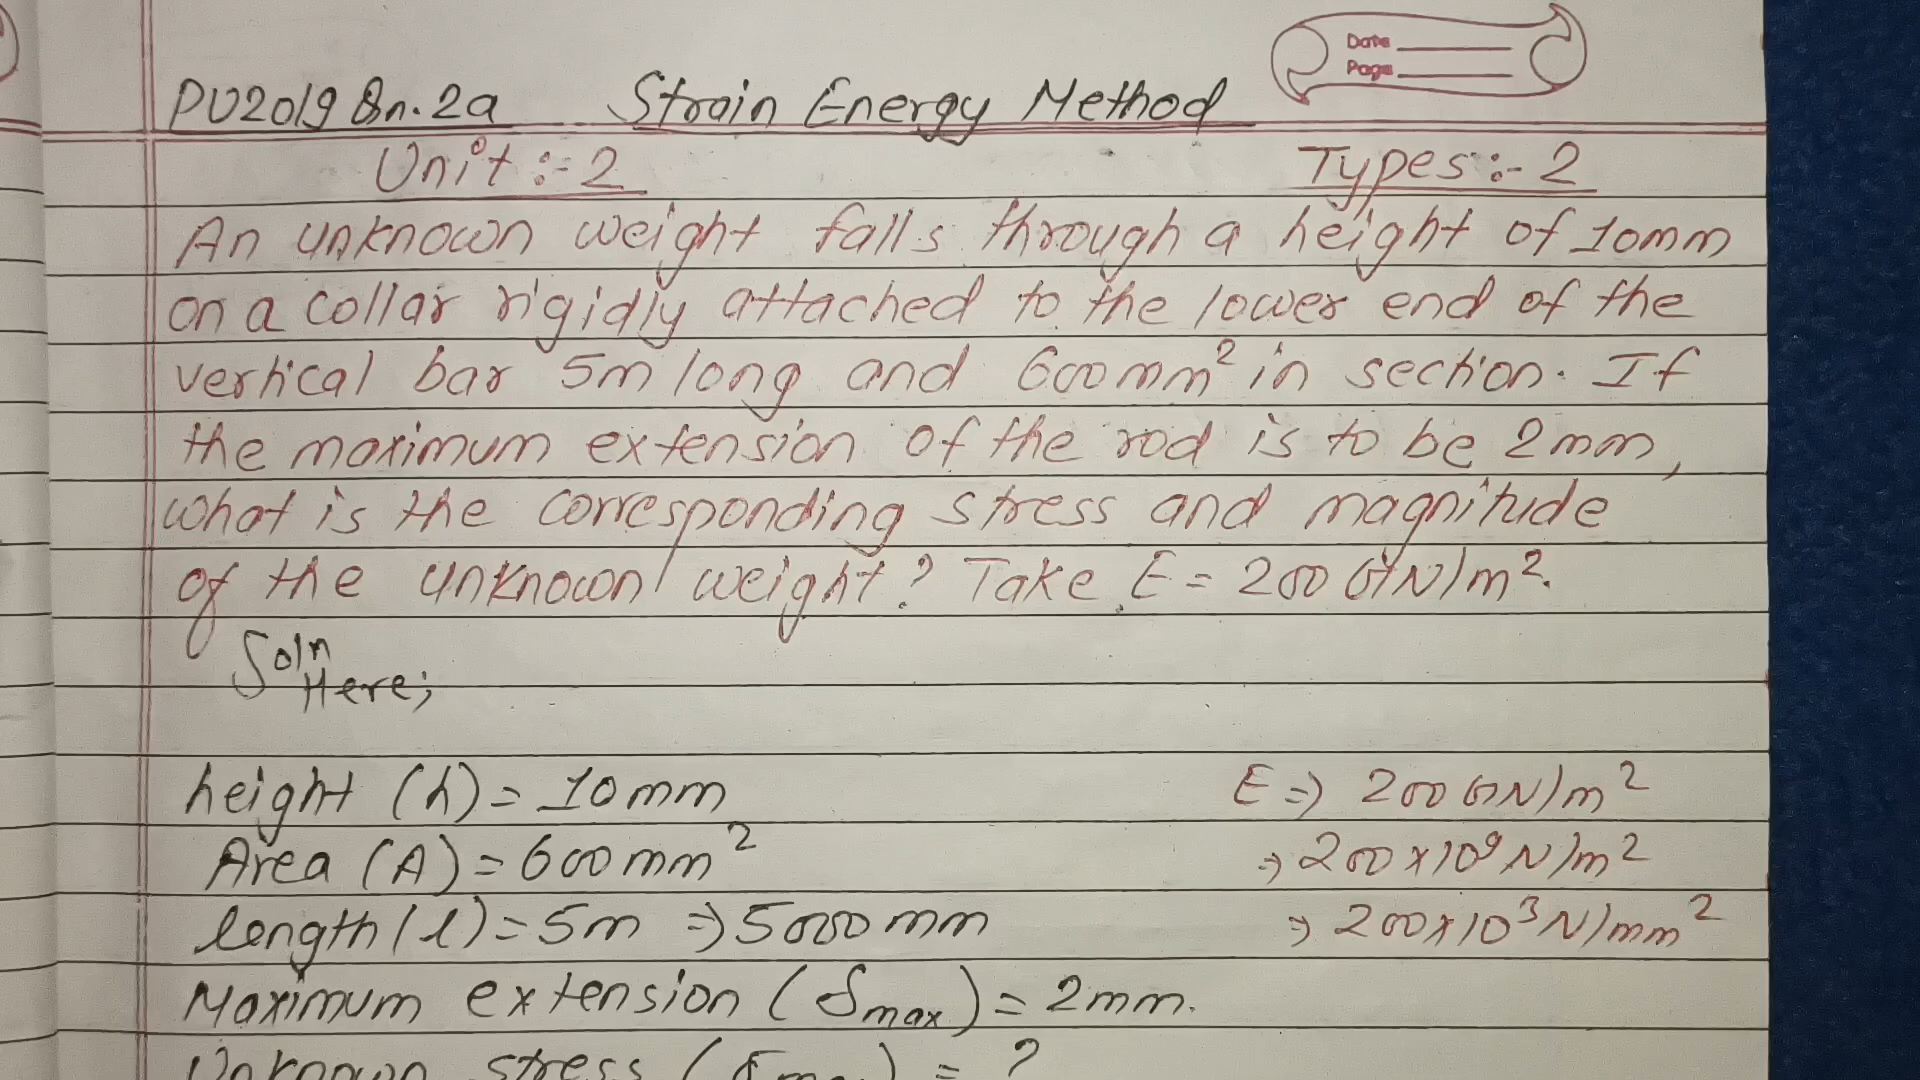 Date
Page
PU2019 Qn. 2a Strain Energy Method
Unit :- 2 Types :- 2
An unknown weight falls through a height of 10mm
on a collar rigidly attached to the lower end of the
vertical bar 5m long and 600mm² in section. If
the maximum extension of the rod is to be 2mm,
what is the corresponding stress and magnitude
of the unknown weight? Take E = 200 GN/m².
Soln
Here;
height (h) = 10mm E => 200 GN/m²
Area (A) = 600mm² => 200×10⁹ N/m²
length (l) = 5m => 5000mm => 200×10³ N/mm²
Maximum extension (δmax) = 2mm.
Unknown stress ( ) = ?